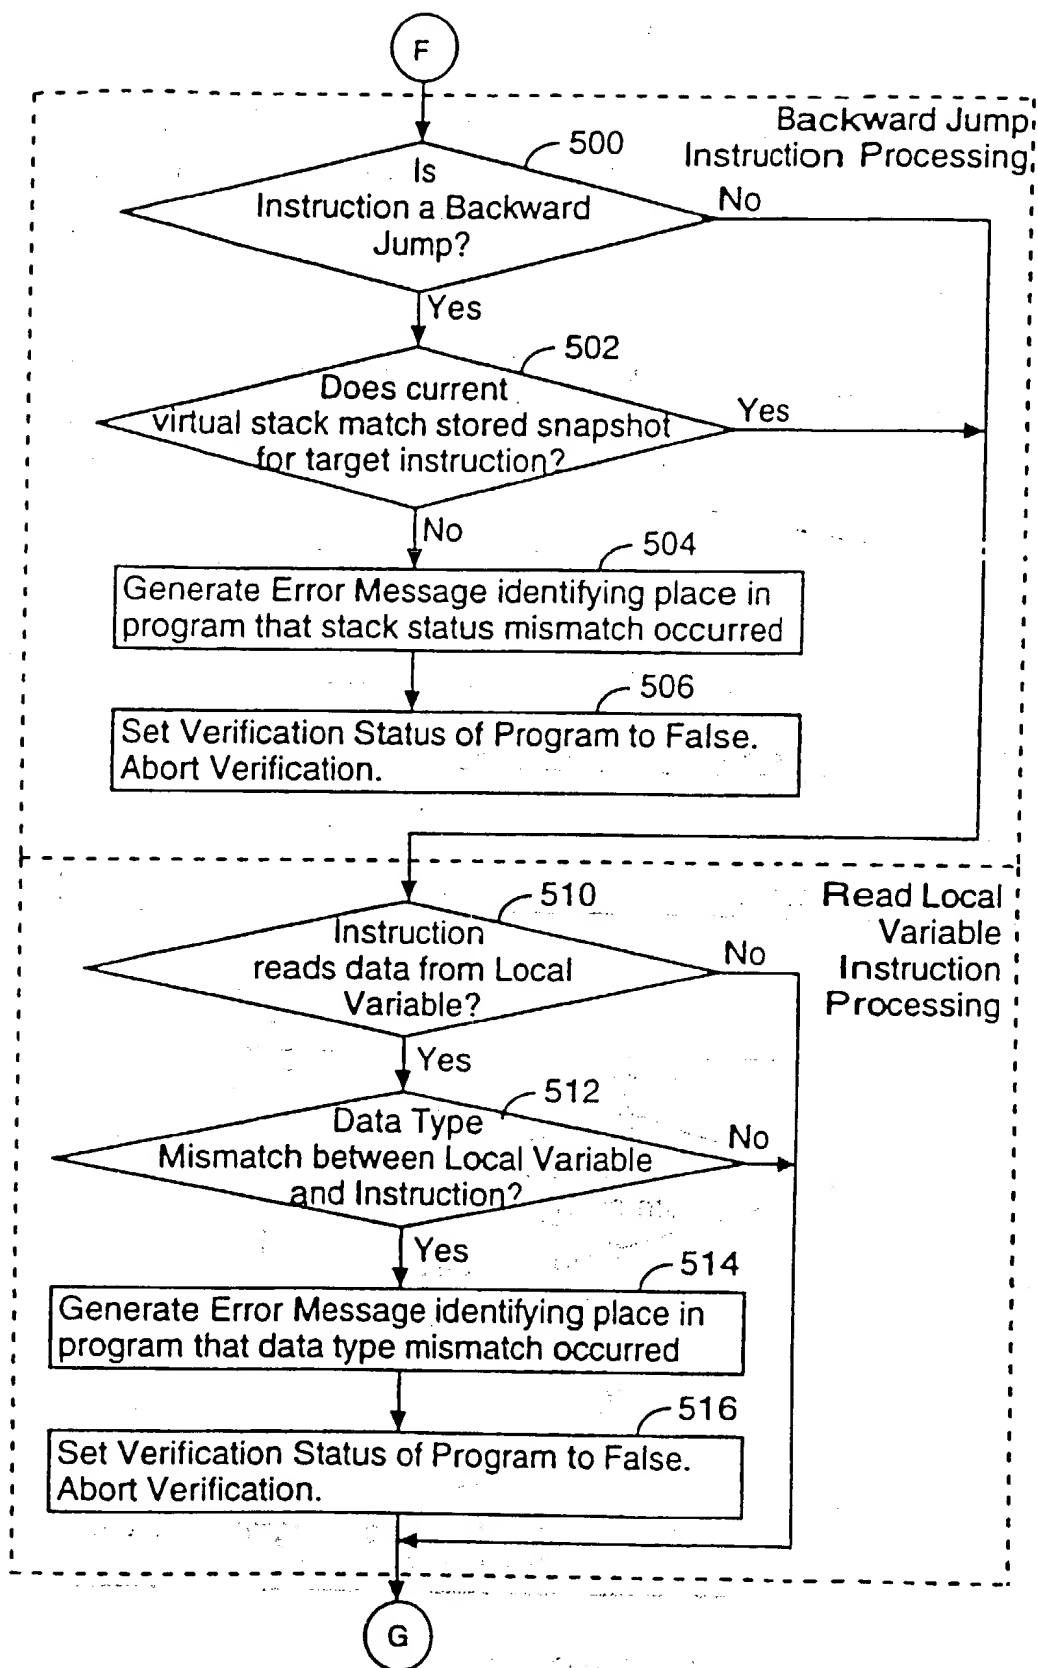 F
Backward Jump
Instruction Processing
500
Is
Instruction a Backward
Jump?
No
Yes
502
Does current
virtual stack match stored snapshot
for target instruction?
Yes
No
504
Generate Error Message identifying place in
program that stack status mismatch occurred
506
Set Verification Status of Program to False.
Abort Verification.
Read Local
Variable
Instruction
Processing
510
Instruction
reads data from Local
Variable?
No
Yes
512
Data Type
Mismatch between Local Variable
and Instruction?
No
Yes
514
Generate Error Message identifying place in
program that data type mismatch occurred
516
Set Verification Status of Program to False.
Abort Verification.
G